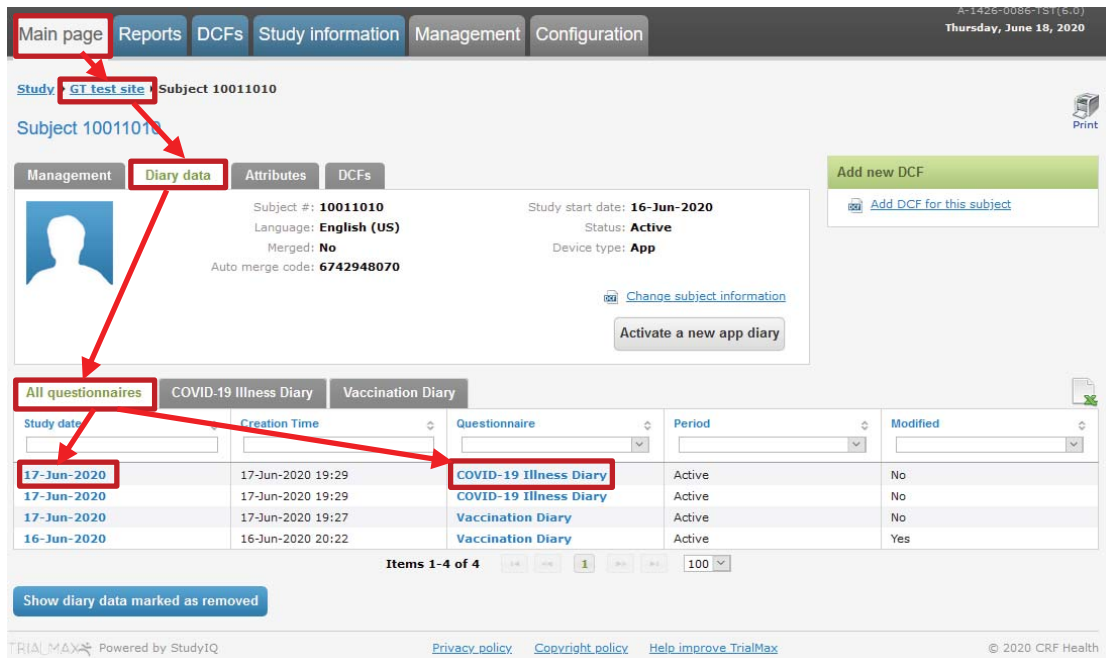 A-1426-0086-TST(6.0)
Main page Reports DCFs Study information Management Configuration
Thursday, June 18, 2020
Study GT test site Subject 10011010
Print
Subject 10011010
Management Diary data Attributes DCFs
Add new DCF
Subject #: 10011010 Study start date: 16-Jun-2020
DCF Add DCF for this subject
Language: English (US) Status: Active
Merged: No Device type: App
Auto merge code: 6742948070
DCF Change subject information
Activate a new app diary
All questionnaires COVID-19 Illness Diary Vaccination Diary
Study date Creation Time Questionnaire Period Modified
17-Jun-2020 17-Jun-2020 19:29 COVID-19 Illness Diary Active No
17-Jun-2020 17-Jun-2020 19:29 COVID-19 Illness Diary Active No
17-Jun-2020 17-Jun-2020 19:27 Vaccination Diary Active No
16-Jun-2020 16-Jun-2020 20:22 Vaccination Diary Active Yes
Items 1-4 of 4 1 100
Show diary data marked as removed
TRIALMAX Powered by StudyIQ Privacy policy Copyright policy Help improve TrialMax © 2020 CRF Health